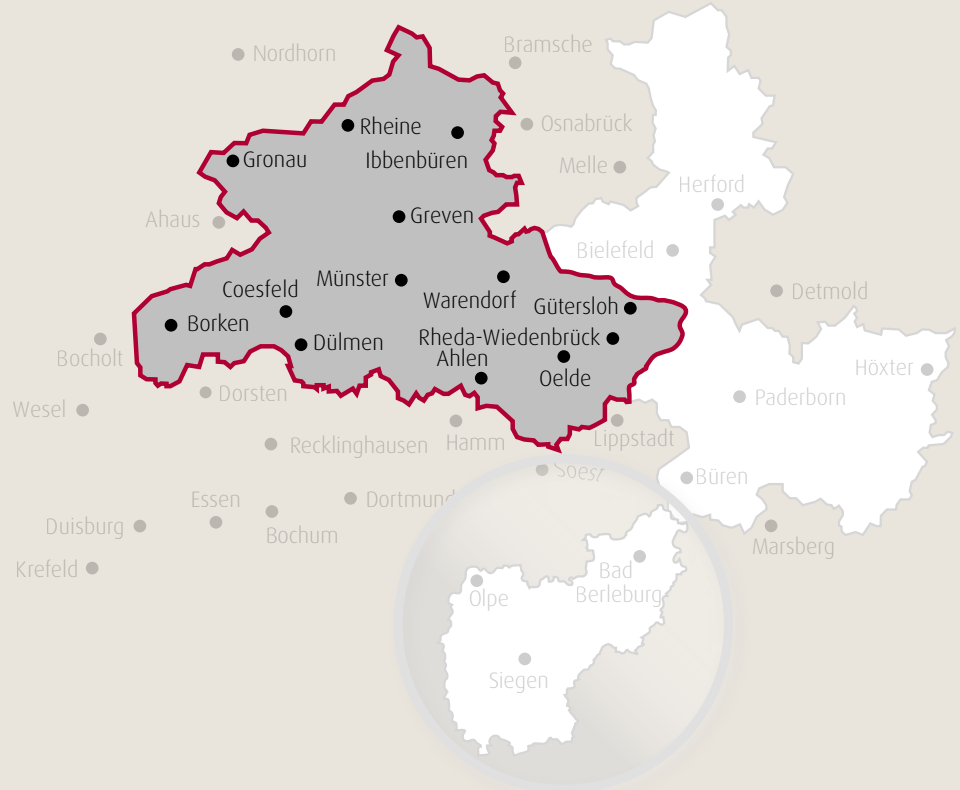 Bramsche
Nordhorn
Osnabrück
Rheine
Ibbenbüren
Gronau
Melle
Herford
Ahaus
Greven
Bielefeld
Münster
Coesfeld
Warendorf
Detmold
Gütersloh
Borken
Rheda-Wiedenbrück
Dülmen
Ahlen
Bocholt
Oelde
Höxter
Dorsten
Paderborn
Wesel
Hamm
Lippstadt
Recklinghausen
Soest
Büren
Essen
Dortmund
Duisburg
Bochum
Marsberg
Krefeld
Bad
Berleburg
Olpe
Siegen